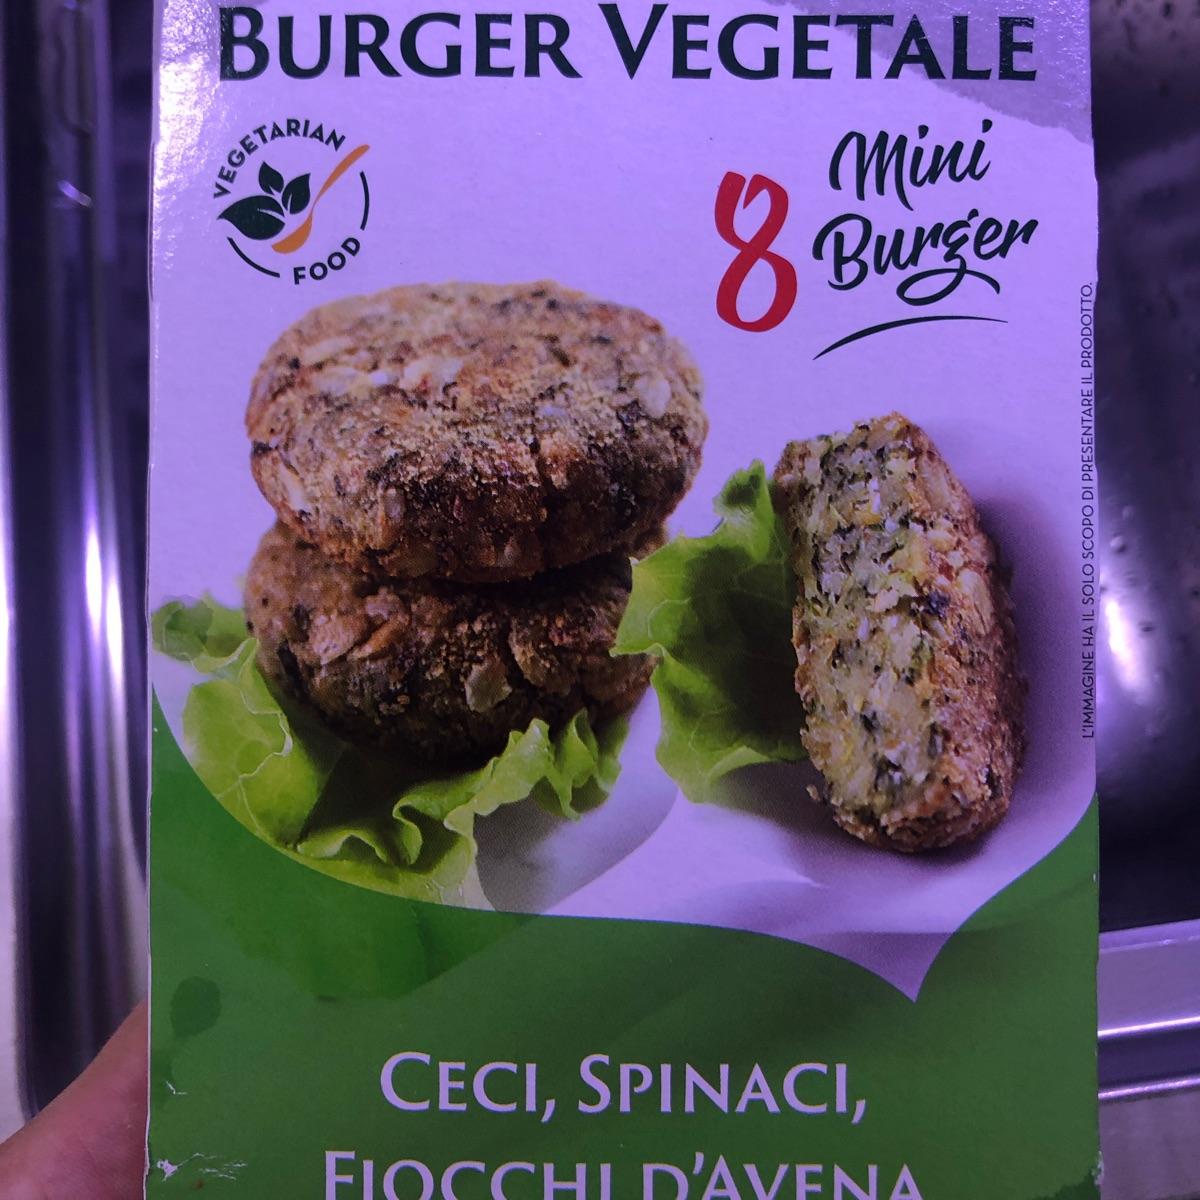 BURGER VEGETALE
VEGETARIAN
FOOD
8
Mini
Burger
L'IMMAGINE HA IL SOLO SCOPO DI PRESENTARE IL PRODOTTO.
CECI, SPINACI,
FIOCCHI D'AVENA